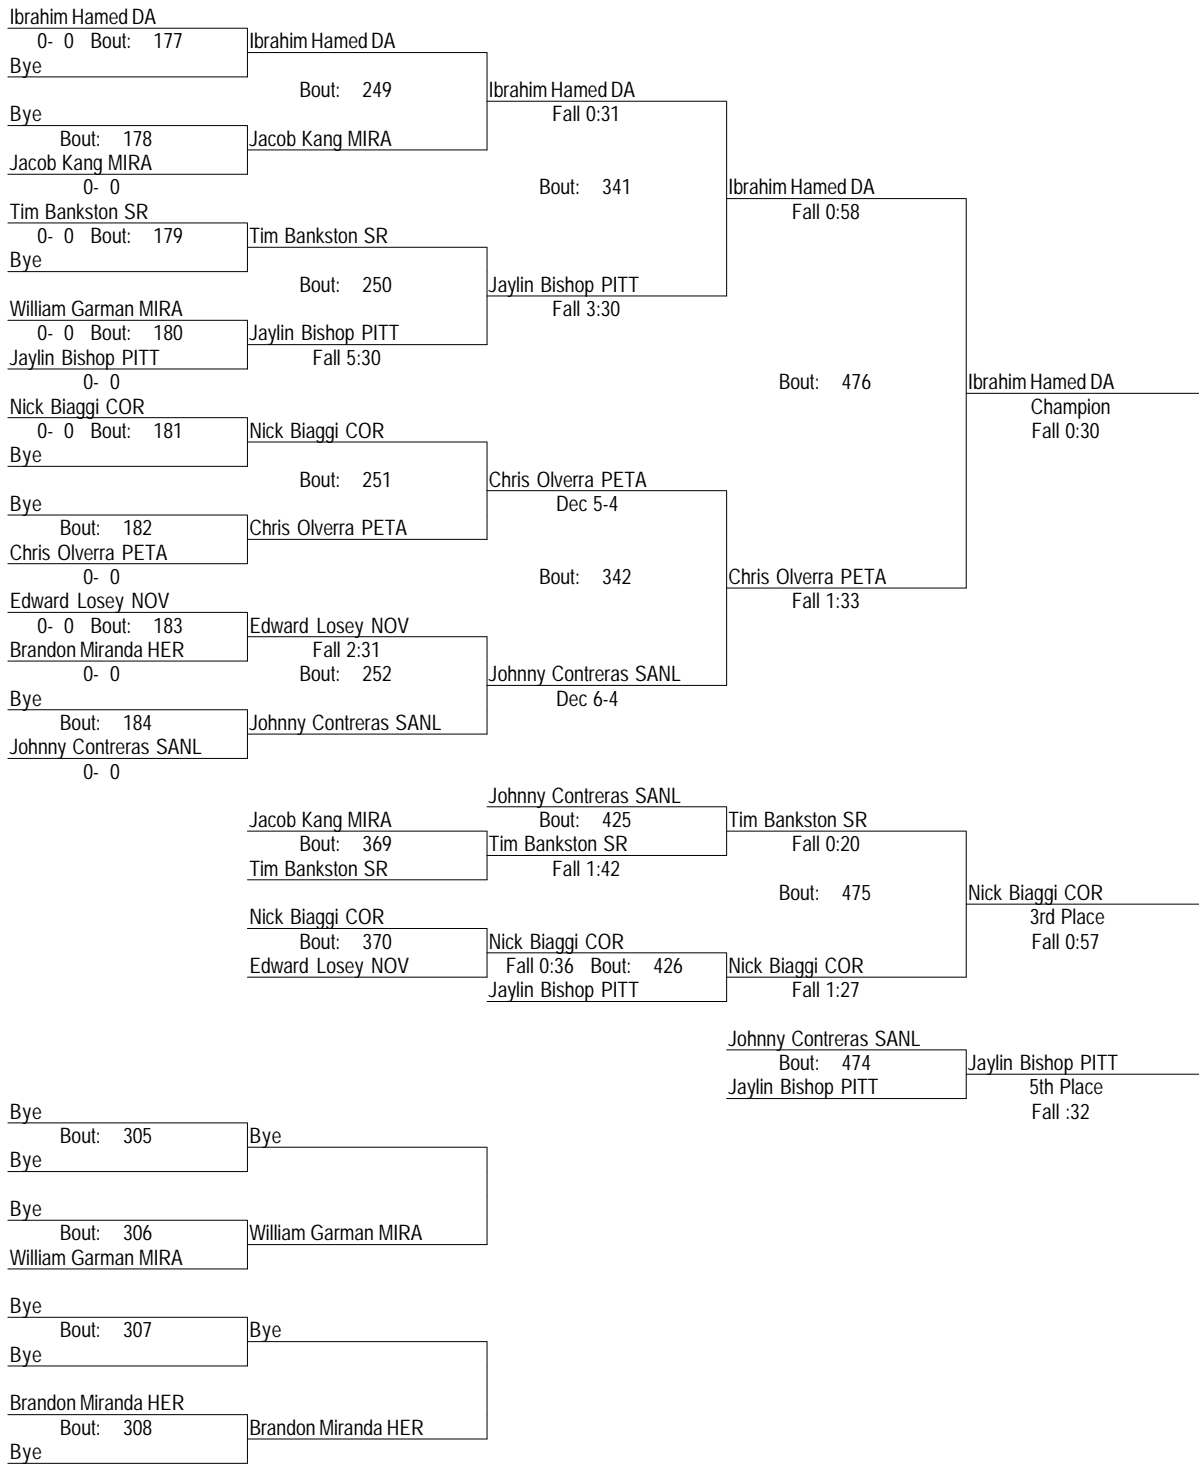 Ibrahim Hamed DA
0- 0 Bout: 177
Ibrahim Hamed DA
Bye
Bout: 249
Ibrahim Hamed DA
Bye
Fall 0:31
Bout: 178
Jacob Kang MIRA
Jacob Kang MIRA
0- 0
Bout: 341
Ibrahim Hamed DA
Tim Bankston SR
Fall 0:58
0- 0 Bout: 179
Tim Bankston SR
Bye
Bout: 250
Jaylin Bishop PITT
William Garman MIRA
Fall 3:30
0- 0 Bout: 180
Jaylin Bishop PITT
Jaylin Bishop PITT
Fall 5:30
0- 0
Bout: 476
Ibrahim Hamed DA
Nick Biaggi COR
Champion
0- 0 Bout: 181
Nick Biaggi COR
Fall 0:30
Bye
Bout: 251
Chris Olverra PETA
Bye
Dec 5-4
Bout: 182
Chris Olverra PETA
Chris Olverra PETA
0- 0
Bout: 342
Chris Olverra PETA
Edward Losey NOV
Fall 1:33
0- 0 Bout: 183
Edward Losey NOV
Brandon Miranda HER
Fall 2:31
0- 0
Bout: 252
Johnny Contreras SANL
Bye
Dec 6-4
Bout: 184
Johnny Contreras SANL
Johnny Contreras SANL
0- 0
Johnny Contreras SANL
Jacob Kang MIRA
Bout: 425
Tim Bankston SR
Bout: 369
Tim Bankston SR
Fall 0:20
Tim Bankston SR
Fall 1:42
Bout: 475
Nick Biaggi COR
Nick Biaggi COR
3rd Place
Bout: 370
Nick Biaggi COR
Fall 0:57
Edward Losey NOV
Fall 0:36 Bout: 426
Nick Biaggi COR
Jaylin Bishop PITT
Fall 1:27
Johnny Contreras SANL
Bout: 474
Jaylin Bishop PITT
Jaylin Bishop PITT
5th Place
Fall :32
Bye
Bout: 305
Bye
Bye
Bye
Bout: 306
William Garman MIRA
William Garman MIRA
Bye
Bout: 307
Bye
Bye
Brandon Miranda HER
Bout: 308
Brandon Miranda HER
Bye